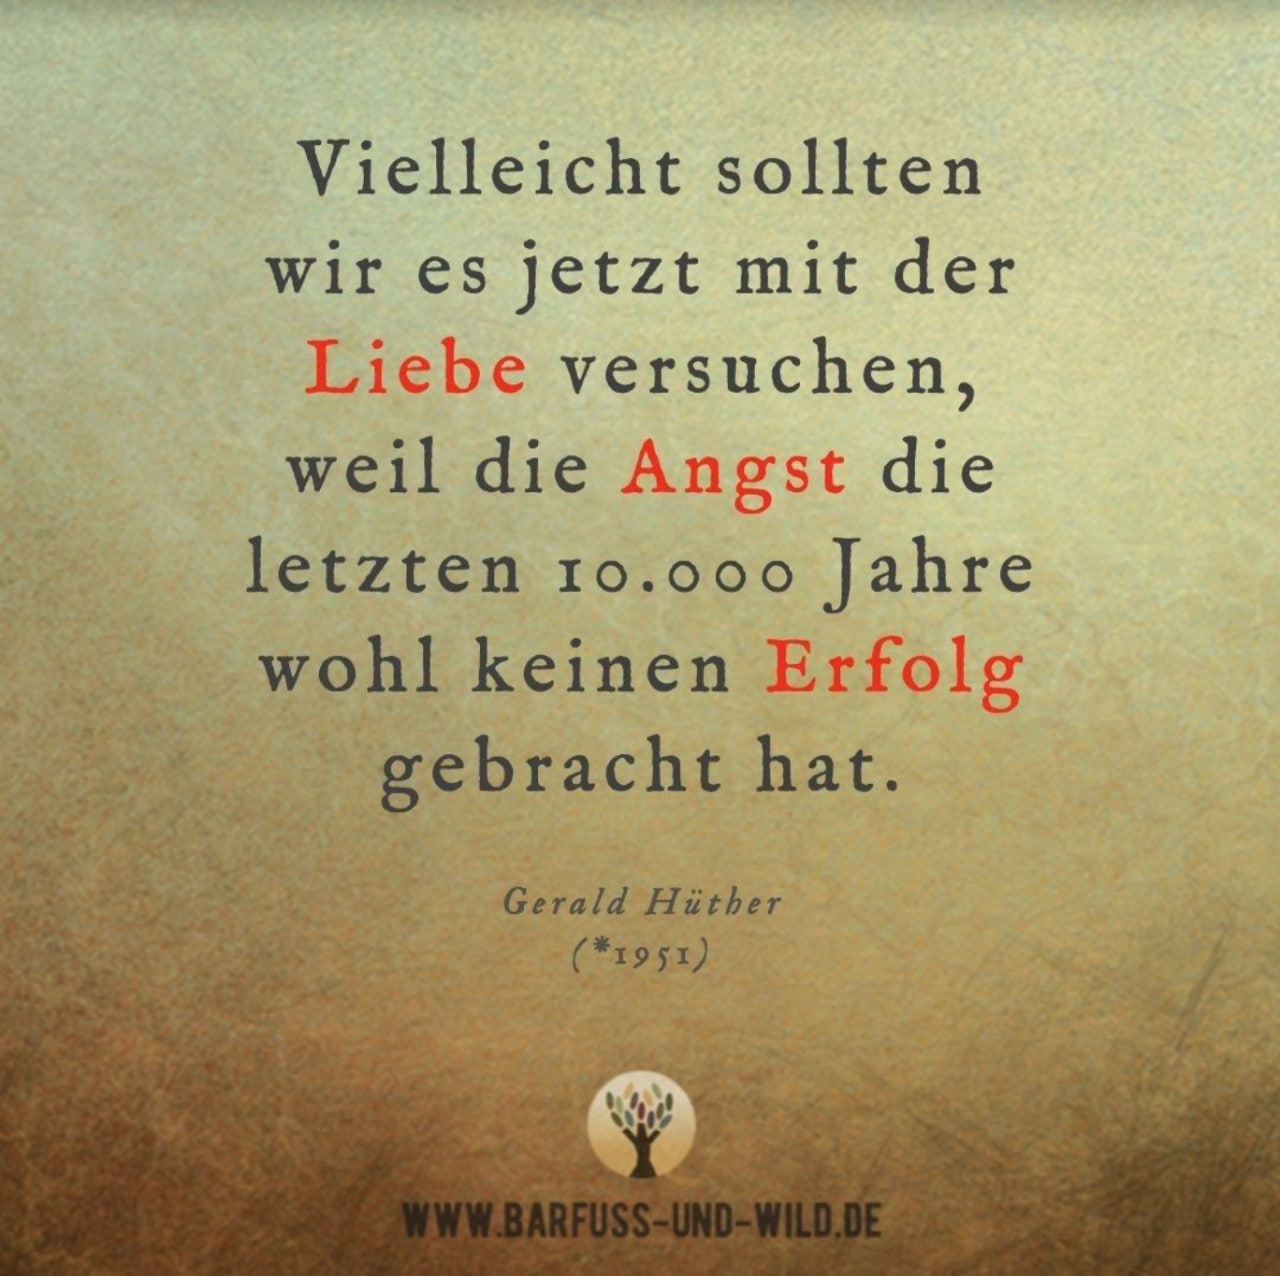 Vielleicht sollten
wir es jetzt mit der
Liebe versuchen,
weil die Angst die
letzten 10.000 Jahre
wohl keinen Erfolg
gebracht hat.
Gerald Hüther
(*1951)
WWW.BARFUSS-UND-WILD.DE